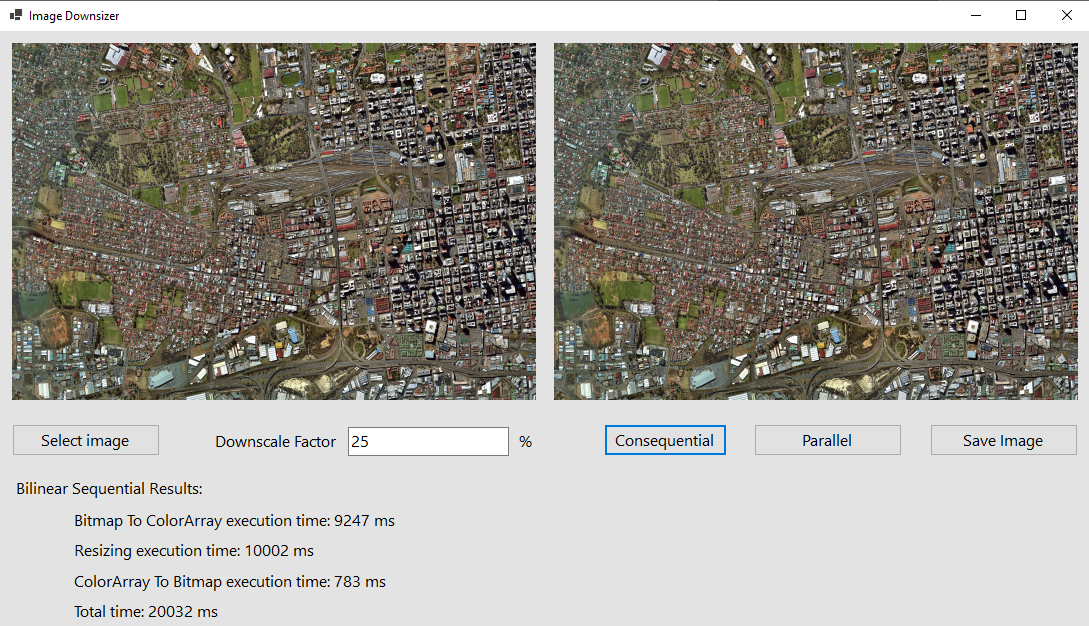 Image Downsizer
Select image
Downscale Factor 25 %
Consequential
Parallel
Save Image
Bilinear Sequential Results:
Bitmap To ColorArray execution time: 9247 ms
Resizing execution time: 10002 ms
ColorArray To Bitmap execution time: 783 ms
Total time: 20032 ms